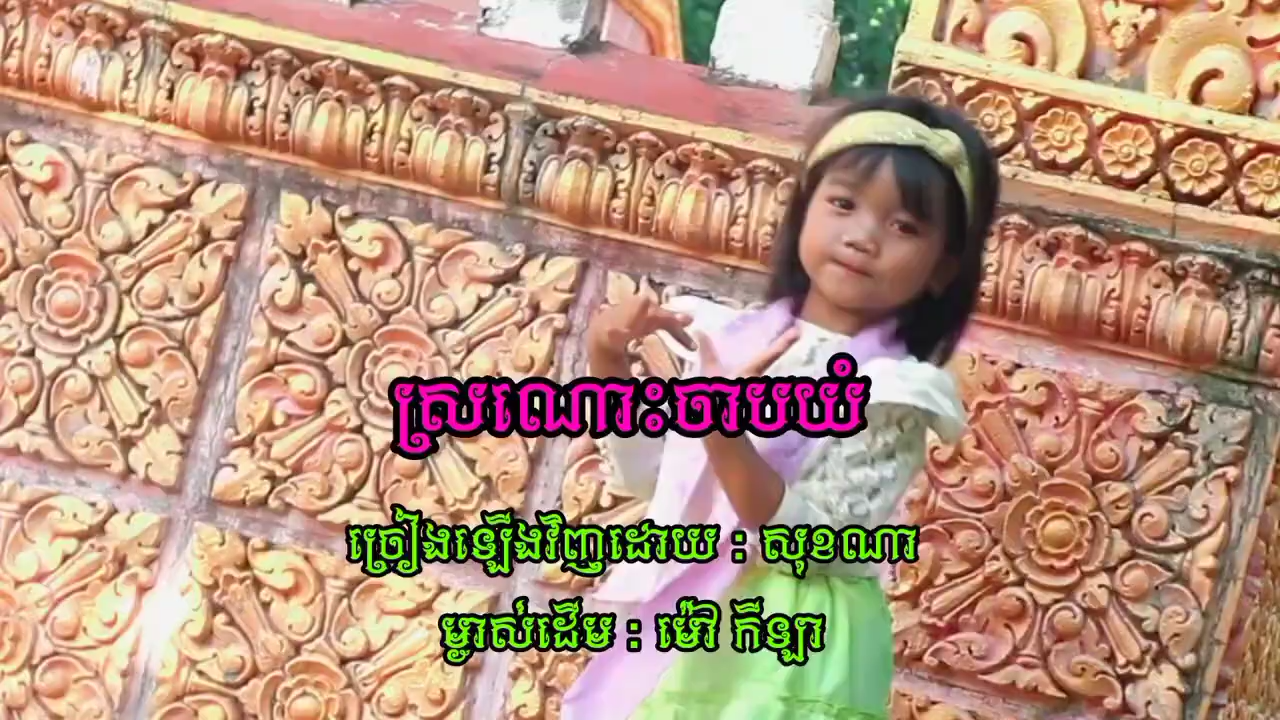 ស្រណោះចាបយំ
ច្រៀងឡើងវិញដោយ : សុខណា
ម្ចាស់ដើម : ម៉ៅ កីឡា